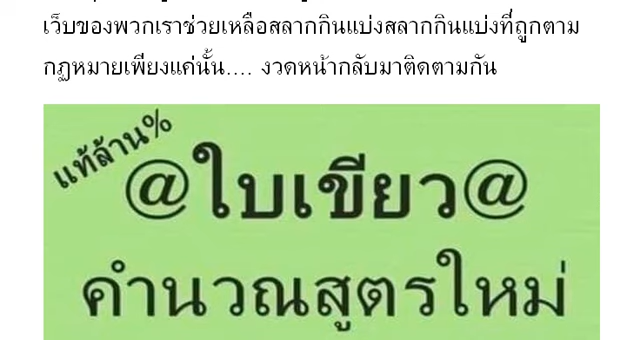 เว็บของพวกเราช่วยเหลือสลากกินแบ่งสลากกินแบ่งที่ถูกตาม
กฏหมายเพียงแค่นั้น.... งวดหน้ากลับมาติดตามกัน
แท้ล้าน%
@ใบเขียว@
คำนวณสูตรใหม่